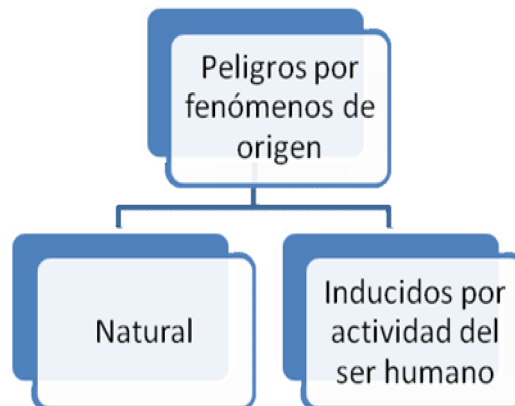 Peligros por
fenómenos de
origen
Natural
Inducidos por
actividad del
ser humano